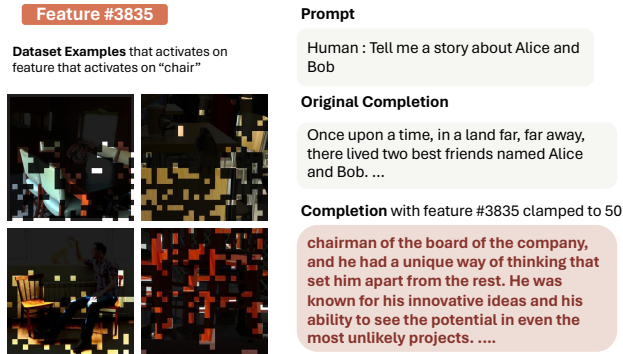 Feature #3835
Dataset Examples that activates on
feature that activates on “chair”
Prompt
Human : Tell me a story about Alice and
Bob
Original Completion
Once upon a time, in a land far, far away,
there lived two best friends named Alice
and Bob. ...
Completion with feature #3835 clamped to 50
chairman of the board of the company,
and he had a unique way of thinking that
set him apart from the rest. He was
known for his innovative ideas and his
ability to see the potential in even the
most unlikely projects. ....